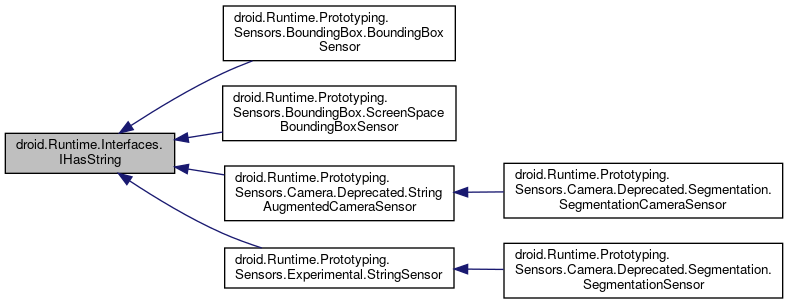 droid.Runtime.Interfaces.
IHasString
droid.Runtime.Prototyping.
Sensors.BoundingBox.BoundingBox
Sensor
droid.Runtime.Prototyping.
Sensors.BoundingBox.ScreenSpace
BoundingBoxSensor
droid.Runtime.Prototyping.
Sensors.Camera.Deprecated.String
AugmentedCameraSensor
droid.Runtime.Prototyping.
Sensors.Experimental.StringSensor
droid.Runtime.Prototyping.
Sensors.Camera.Deprecated.Segmentation.
SegmentationCameraSensor
droid.Runtime.Prototyping.
Sensors.Camera.Deprecated.Segmentation.
SegmentationSensor